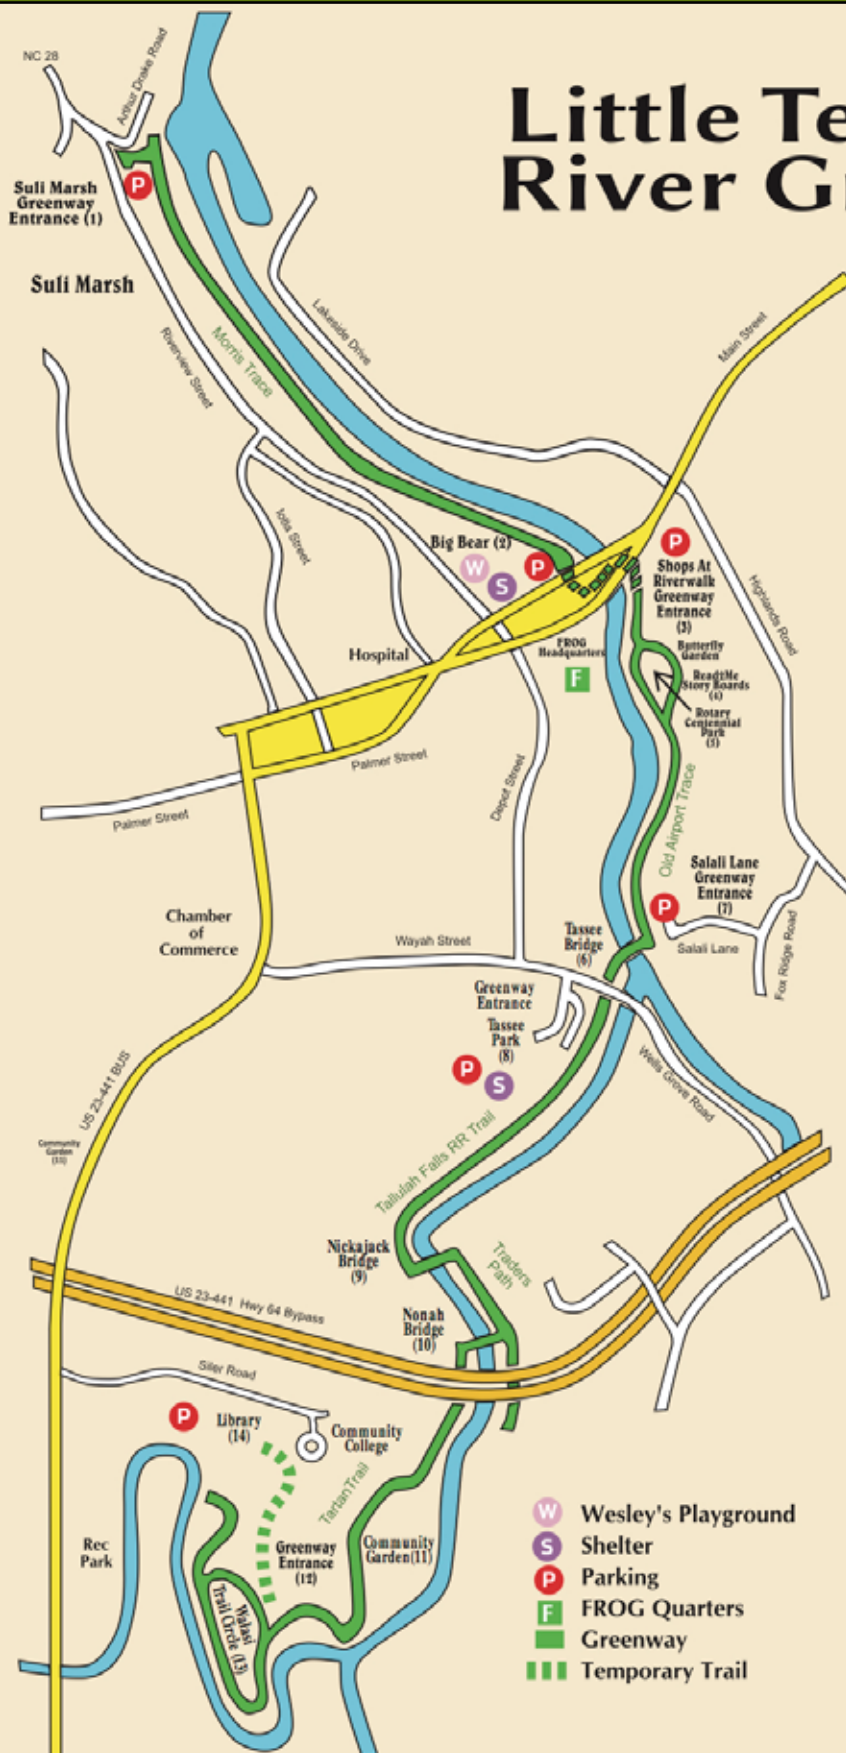 Little Te
River G
NC 28
Arthur Drake Road
Suli Marsh
Greenway
Entrance (1)
P
Suli Marsh
Riverview Street
Morris Trace
Lakeside Drive
Main Street
Iotla Street
Big Bear (2)
W
S
P
P
Shops At
Riverwalk
Greenway
Entrance
(3)
Highlands Road
Hospital
FROG
Headquarters
F
Butterfly
Garden
Read2Me
Story Boards
(4)
Rotary
Centennial
Park
(5)
Palmer Street
Palmer Street
Depot Street
Old Airport Trace
Salali Lane
Greenway
Entrance
(7)
P
Salali Lane
Fox Ridge Road
Chamber
of
Commerce
Wayah Street
Tassee
Bridge
(6)
Greenway
Entrance
Tassee
Park
(8)
P
S
Wells Grove Road
US 23-441 BUS
Community
Garden
(11)
Tallulah Falls RR Trail
Nickajack
Bridge
(9)
Traders
Path
US 23-441 Hwy 64 Bypass
Nonah
Bridge
(10)
Siler Road
P
Library
(14)
Community
College
TartanTrail
Rec
Park
Greenway
Entrance
(12)
Community
Garden(11)
Walasi
Trail Circle (13)
W Wesley's Playground
S Shelter
P Parking
F FROG Quarters
Greenway
Temporary Trail